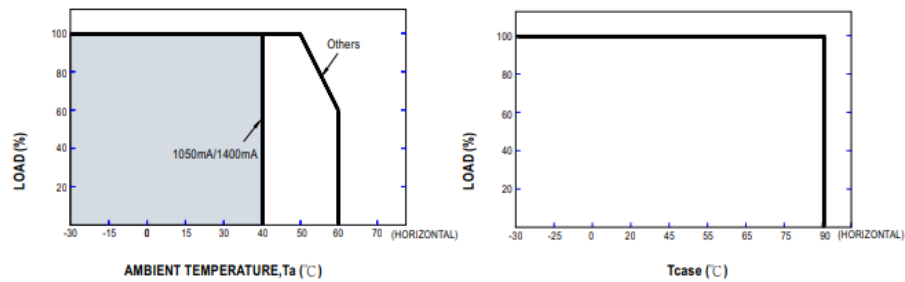 100
80
60
40
20
LOAD (%)
Others
1050mA/1400mA
-30 -15 0 15 30 40 50 60 70 (HORIZONTAL)
AMBIENT TEMPERATURE,Ta (℃)
100
80
60
40
20
LOAD (%)
-30 -25 0 20 45 55 65 75 90 (HORIZONTAL)
Tcase (℃)